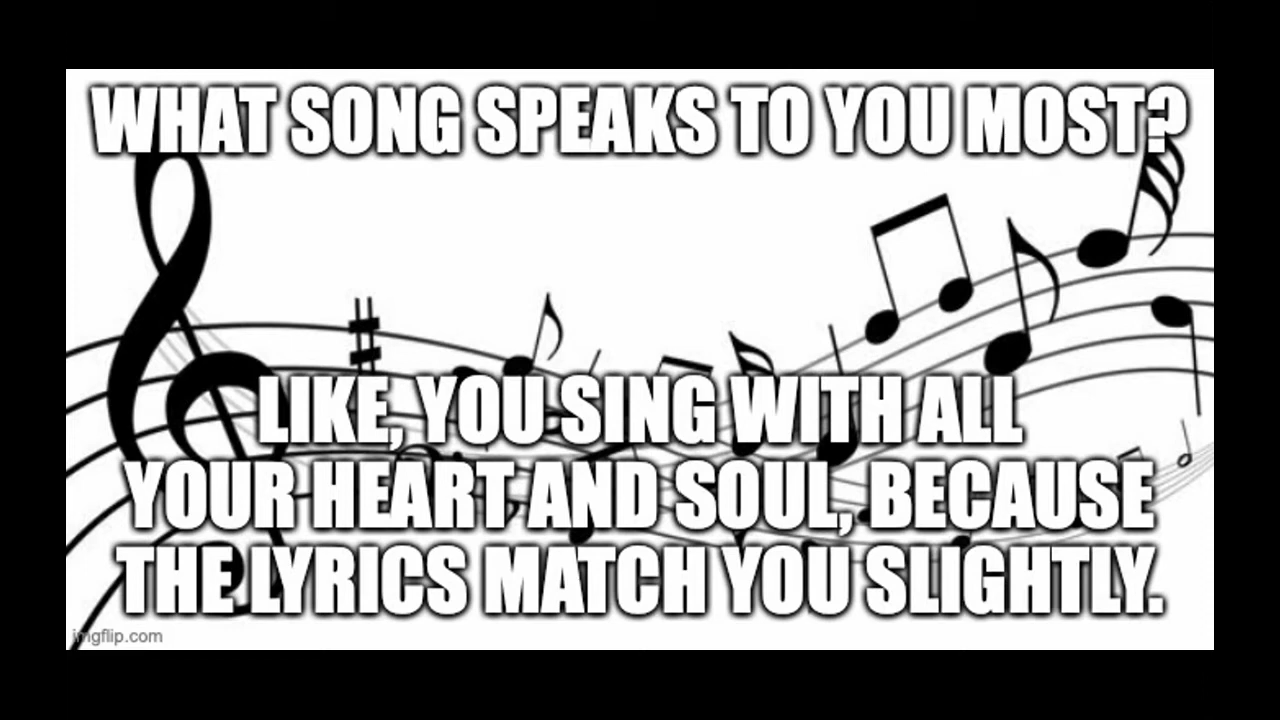 WHAT SONG SPEAKS TO YOU MOST?
LIKE, YOU SING WITH ALL
YOUR HEART AND SOUL, BECAUSE
THE LYRICS MATCH YOU SLIGHTLY.
imgflip.com